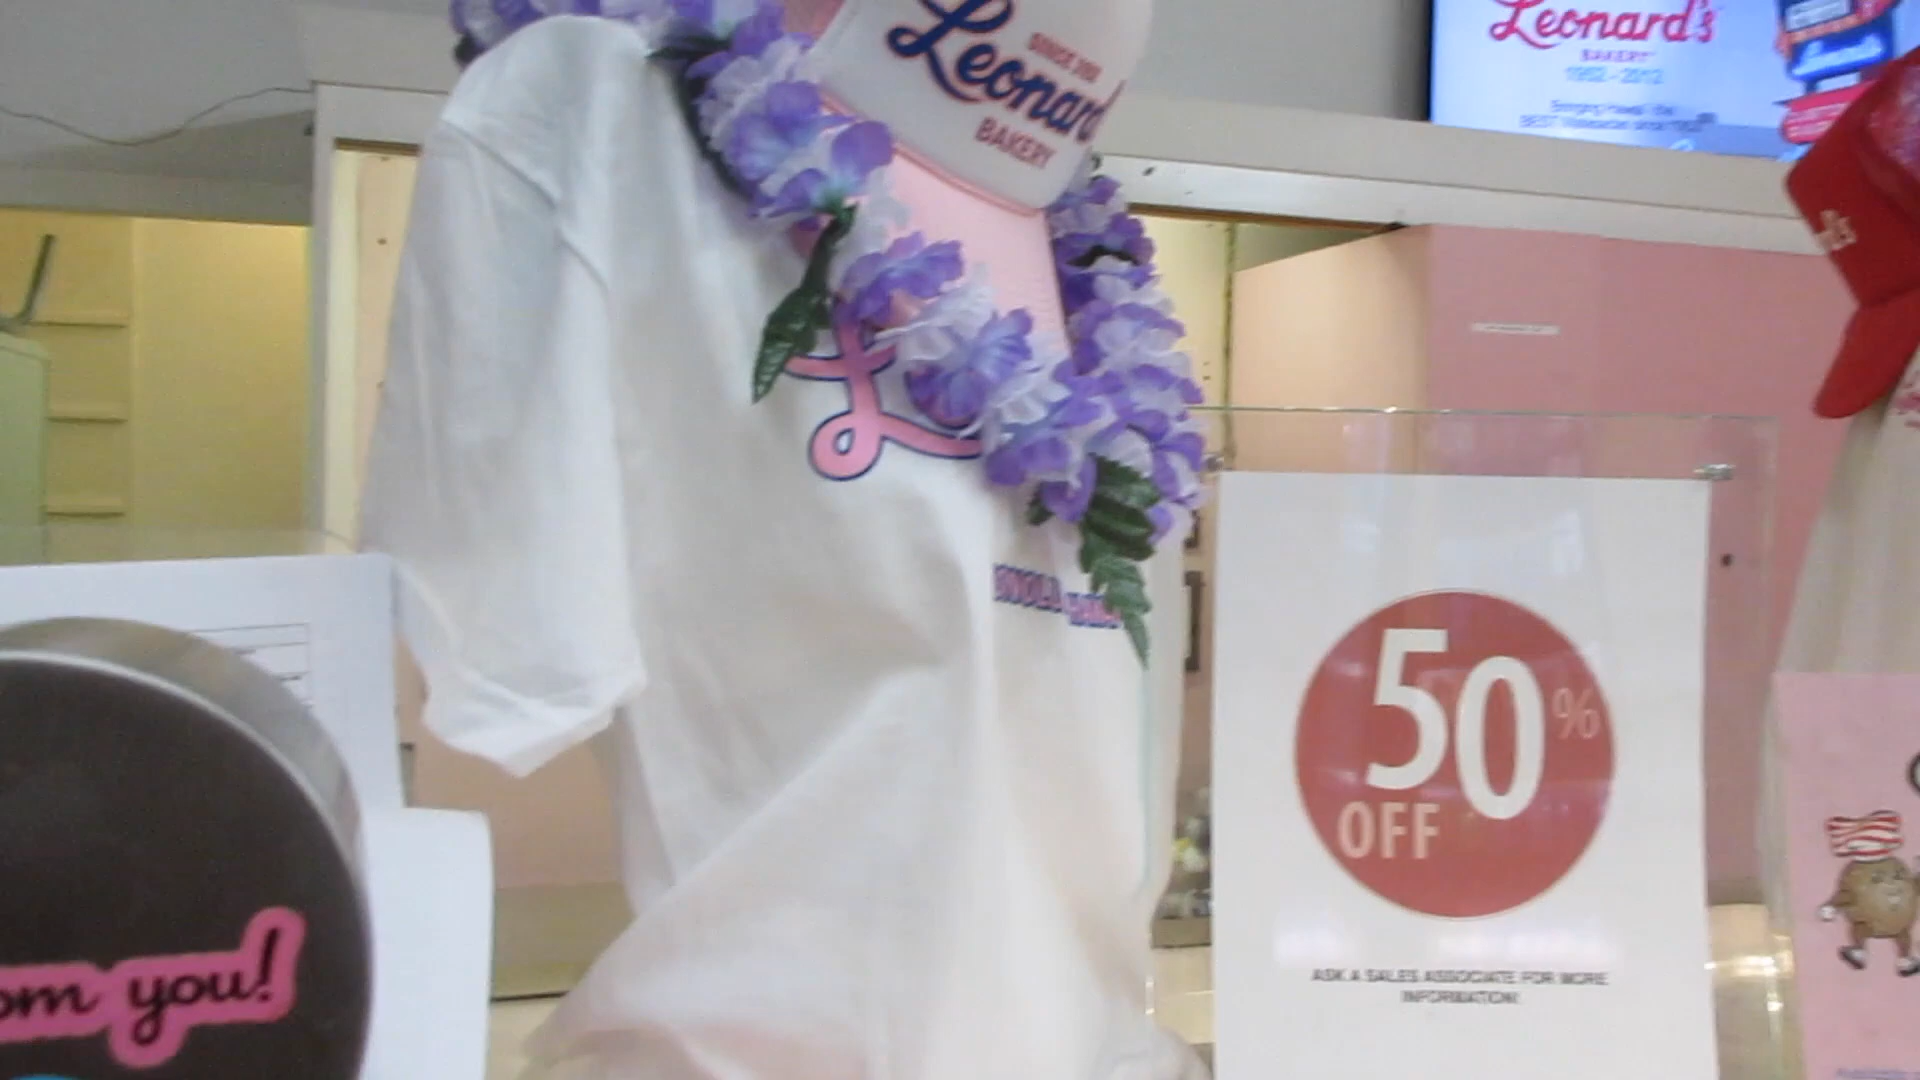 SINCE 1952
Leonard
BAKERY
Leonard's
BAKERY
1952 - 2012
L
50%
OFF
ASK A SALES ASSOCIATE FOR MORE
INFORMATION!
om you!